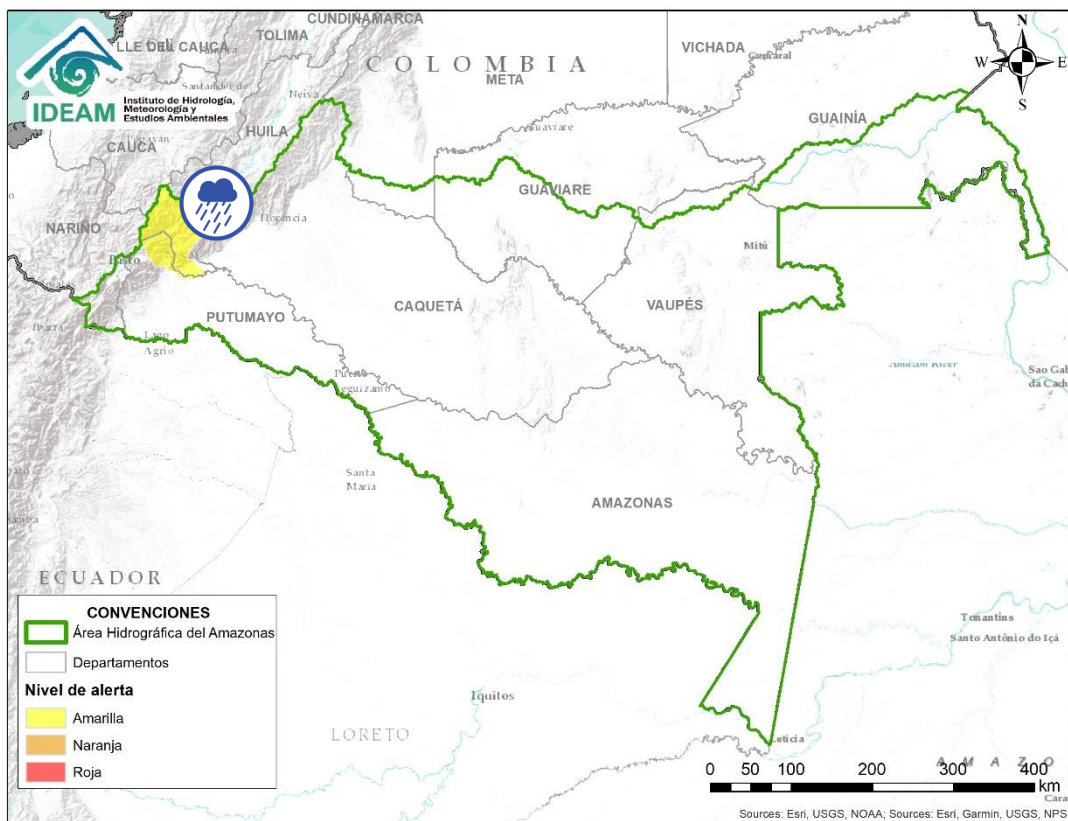 CUNDINAMARCA
TOLIMA
LLE DEL CAUCA
VICHADA
N
W E
S
COLOMBIA
META
IDEAM
Instituto de Hidrología,
Meteorología y
Estudios Ambientales
Neiva
HUILA
GUAINÍA
CAUCA
GUAVIARE
Florencia
NARIÑO
Mitú
CAQUETÁ
VAUPÉS
PUTUMAYO
Ibarra
Lago
Agrio
Santa
Maria
AMAZONAS
ECUADOR
CONVENCIONES
Área Hidrográfica del Amazonas
Departamentos
Nivel de alerta
Amarilla
Naranja
Roja
Tonantins
Santo Antônio do Içá
Iquitos
LORETO
Leticia
AMAZO
0 50 100 200 300 400
km
Sources: Esri, USGS, NOAA; Sources: Esri, Garmin, USGS, NPS